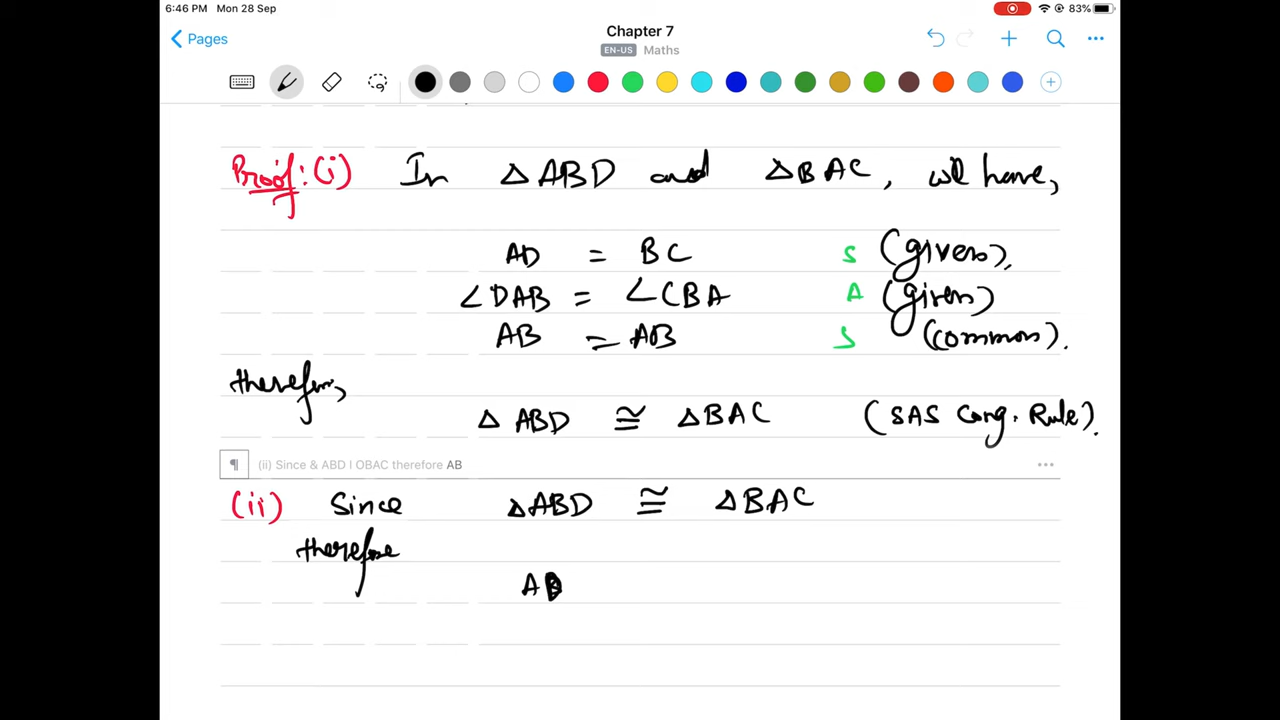 6:46 PM Mon 28 Sep 83%
Pages
Chapter 7
EN-US Maths
Proof: (i) In △ABD and △BAC, we have,
AD = BC S (given).
∠DAB = ∠CBA A (given)
AB = AB S (common).
therefore,
△ABD ≅ △BAC (SAS Cong. Rule).
¶ (ii) Since & ABD I OBAC therefore AB
(ii) Since △ABD ≅ △BAC
therefore
A